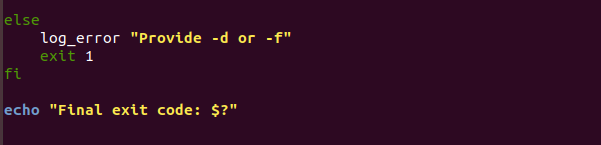 else
    log_error "Provide -d or -f"
    exit 1
fi

echo "Final exit code: $?"